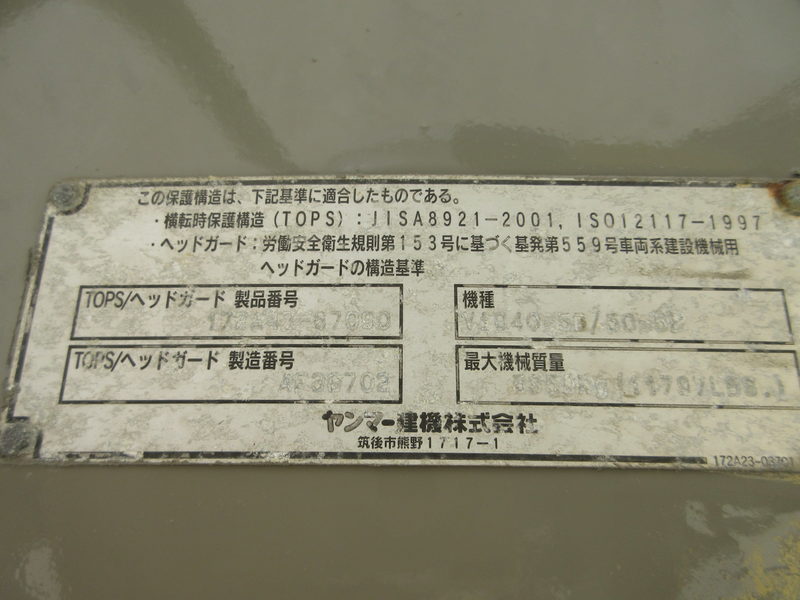 この保護構造は、下記基準に適合したものである。
・横転時保護構造(TOPS):JISA8921-2001, ISO12117-1997
・ヘッドガード:労働安全衛生規則第153号に基づく基発第559号車両系建設機械用
ヘッドガードの構造基準
TOPS/ヘッドガード 製品番号
機種
TOPS/ヘッドガード 製造番号
最大機械質量
ヤンマー建機株式会社
筑後市熊野1717-1